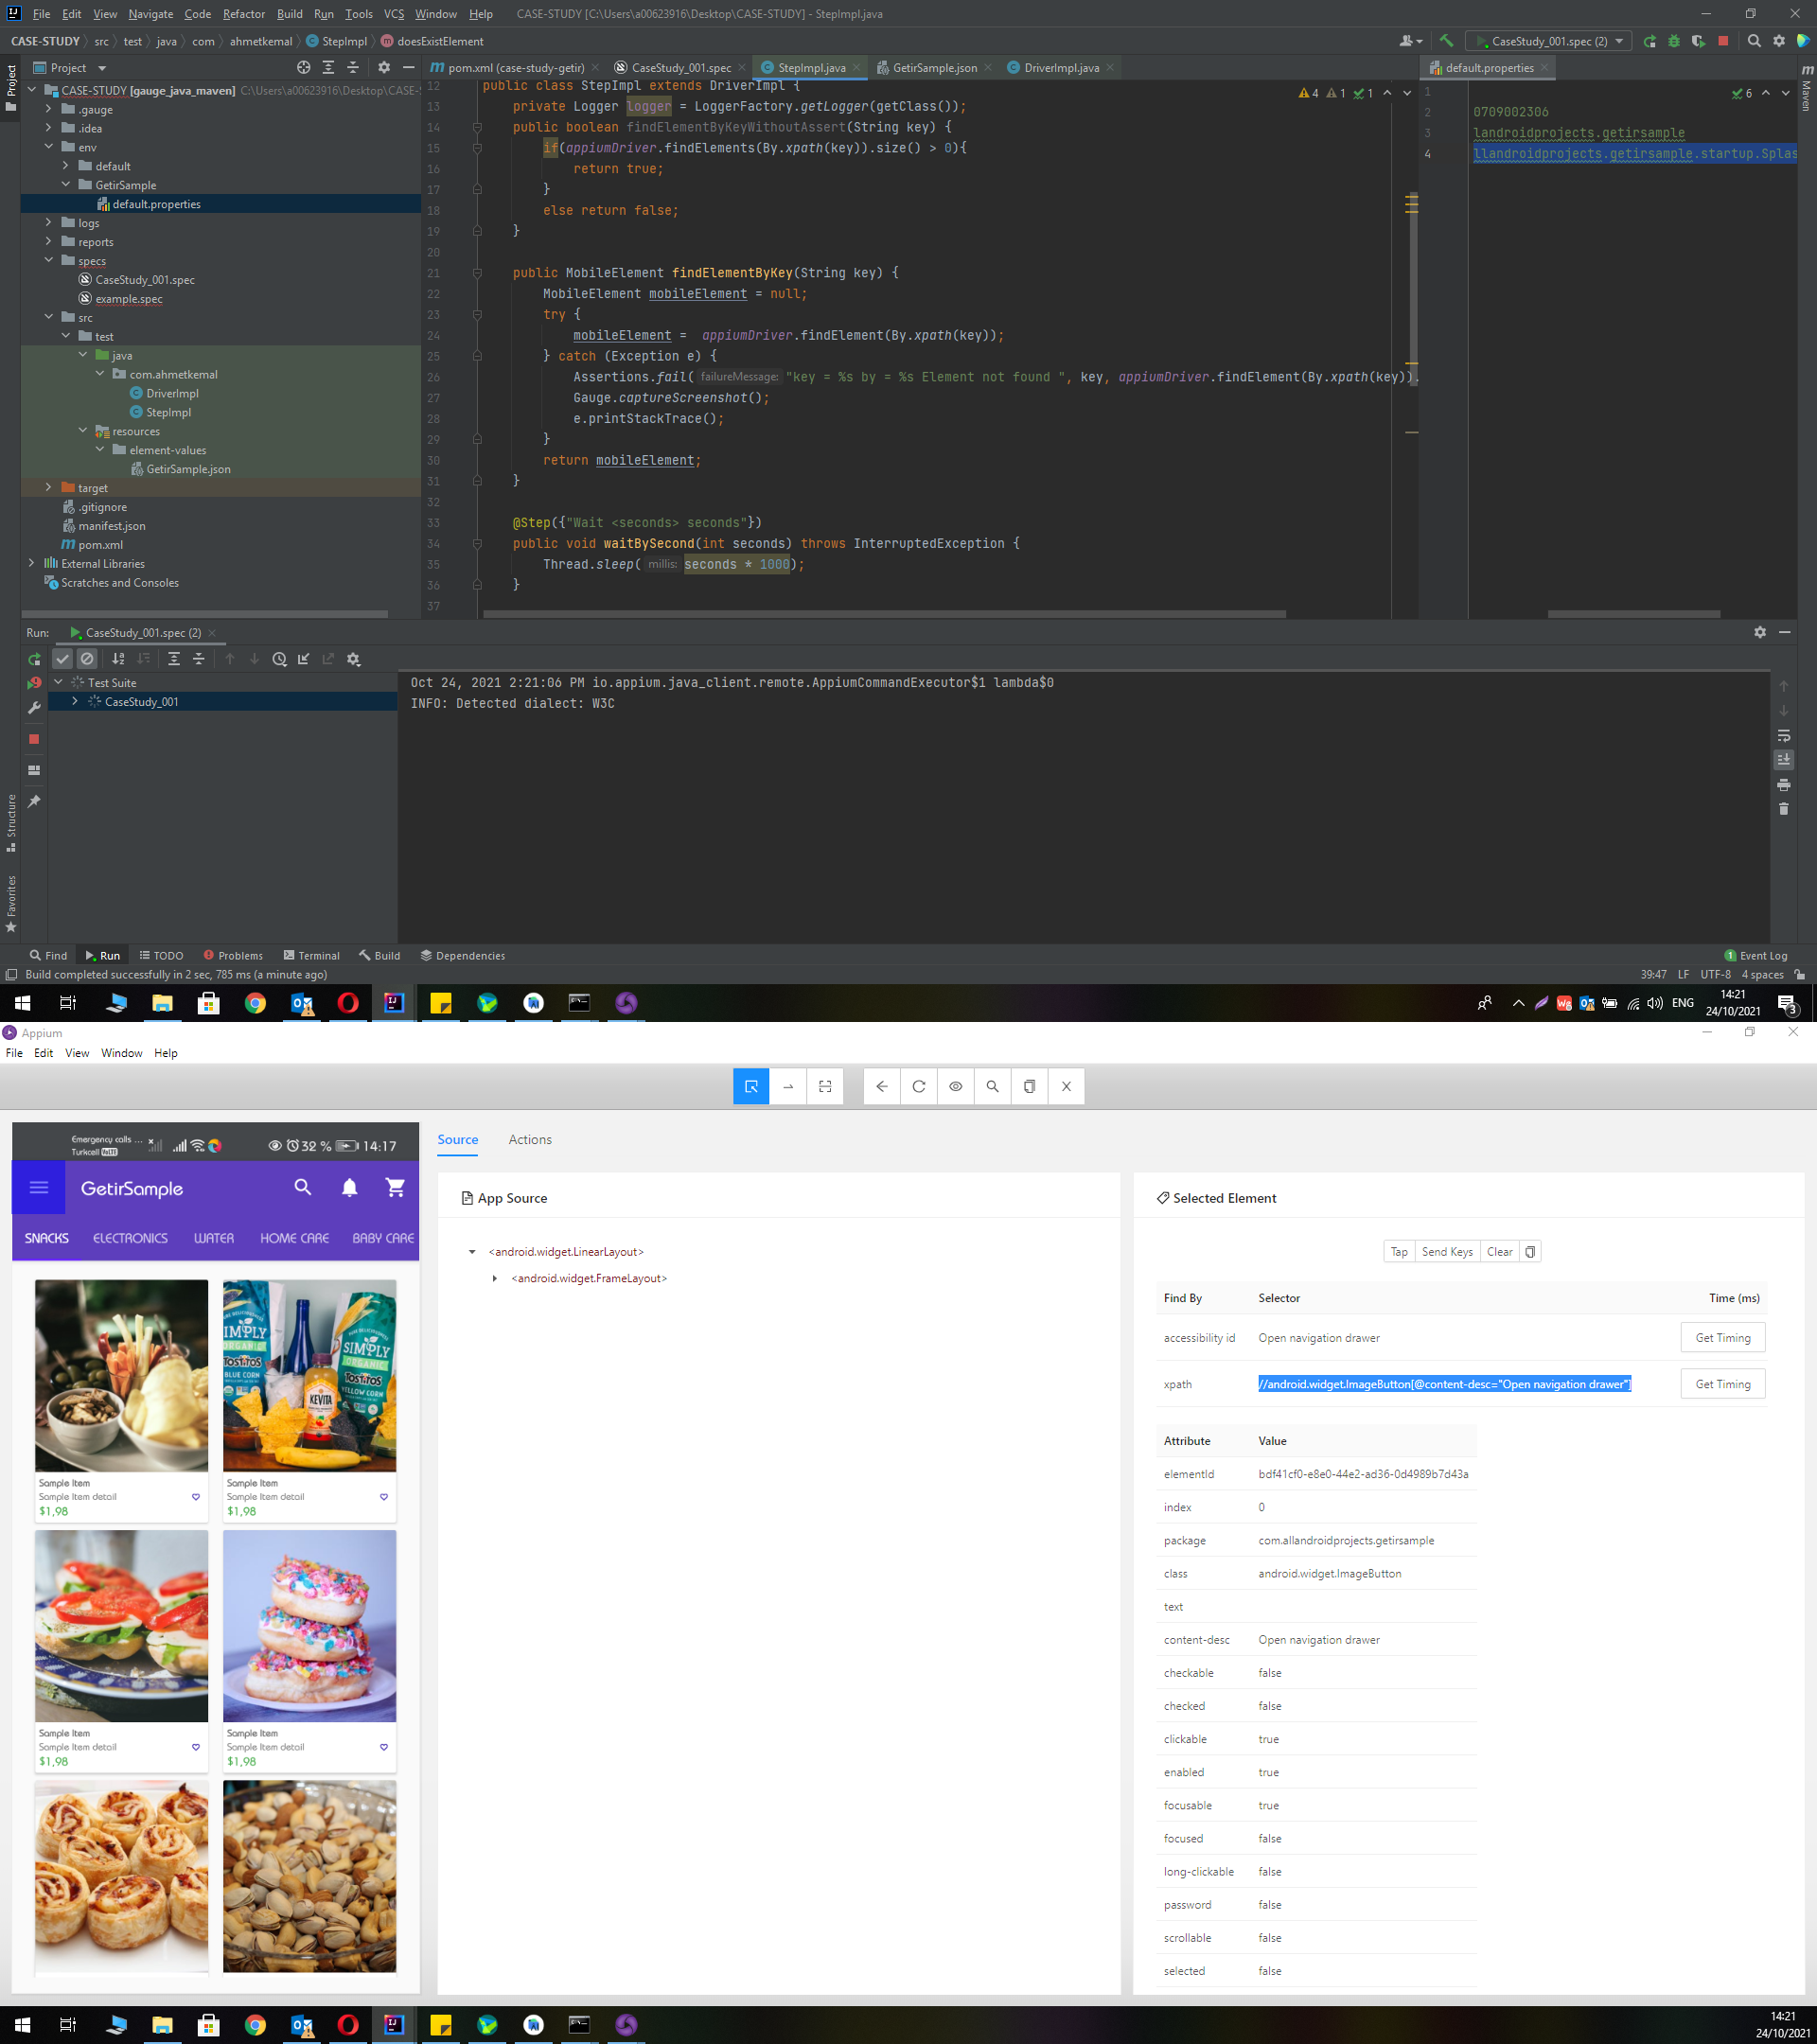 File Edit View Navigate Code Refactor Build Run Tools VCS Window Help CASE-STUDY [C:\Users\a00623916\Desktop\CASE-STUDY] - StepImpl.java
CASE-STUDY src test java com ahmetkemal StepImpl doesExistElement CaseStudy_001.spec (2)
Project
Project
Maven
pom.xml (case-study-getir) CaseStudy_001.spec StepImpl.java GetirSample.json DriverImpl.java default.properties
CASE-STUDY [gauge_java_maven] C:\Users\a00623916\Desktop\CASE-
.gauge
.idea
env
default
GetirSample
default.properties
logs
reports
specs
CaseStudy_001.spec
example.spec
src
test
java
com.ahmetkemal
DriverImpl
StepImpl
resources
element-values
GetirSample.json
target
.gitignore
manifest.json
pom.xml
External Libraries
Scratches and Consoles
4 1 1
12 public class StepImpl extends DriverImpl {
13 private Logger logger = LoggerFactory.getLogger(getClass());
14 public boolean findElementByKeyWithoutAssert(String key) {
15 if(appiumDriver.findElements(By.xpath(key)).size() > 0){
16 return true;
17 }
18 else return false;
19 }
20
21 public MobileElement findElementByKey(String key) {
22 MobileElement mobileElement = null;
23 try {
24 mobileElement = appiumDriver.findElement(By.xpath(key));
25 } catch (Exception e) {
26 Assertions.fail( failureMessage: "key = %s by = %s Element not found ", key, appiumDriver.findElement(By.xpath(key)).
27 Gauge.captureScreenshot();
28 e.printStackTrace();
29 }
30 return mobileElement;
31 }
32
33 @Step({"Wait <seconds> seconds"})
34 public void waitBySecond(int seconds) throws InterruptedException {
35 Thread.sleep( millis: seconds * 1000);
36 }
37
6
1
2 0709002306
3 landroidprojects.getirsample
4 llandroidprojects.getirsample.startup.Splas
Run: CaseStudy_001.spec (2)
Test Suite
CaseStudy_001
Oct 24, 2021 2:21:06 PM io.appium.java_client.remote.AppiumCommandExecutor$1 lambda$0
INFO: Detected dialect: W3C
Structure
Favorites
Find Run TODO Problems Terminal Build Dependencies 1 Event Log
Build completed successfully in 2 sec, 785 ms (a minute ago) 39:47 LF UTF-8 4 spaces
ENG 14:21
24/10/2021 3
Appium
File Edit View Window Help
Emergency calls ...
Turkcell
32 % 14:17
GetirSample
SNACKS ELECTRONICS WATER HOME CARE BABY CARE
SIMPLY
ORGANIC
TOSTITOS
BLUE CORN
KEVITA
SIMPLY
ORGANIC
TOSTITOS
YELLOW CORN
Sample Item
Sample Item detail
$1,98
Sample Item
Sample Item detail
$1,98
Sample Item
Sample Item detail
$1,98
Sample Item
Sample Item detail
$1,98
Source Actions
App Source
<android.widget.LinearLayout>
<android.widget.FrameLayout>
Selected Element
Tap Send Keys Clear
Find By Selector Time (ms)
accessibility id Open navigation drawer Get Timing
xpath //android.widget.ImageButton[@content-desc="Open navigation drawer"] Get Timing
Attribute Value
elementId bdf41cf0-e8e0-44e2-ad36-0d4989b7d43a
index 0
package com.allandroidprojects.getirsample
class android.widget.ImageButton
text
content-desc Open navigation drawer
checkable false
checked false
clickable true
enabled true
focusable true
focused false
long-clickable false
password false
scrollable false
selected false
14:21
24/10/2021